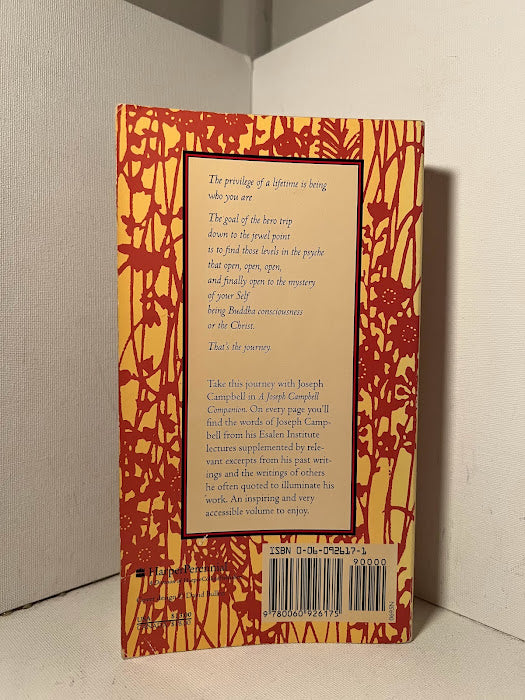 The privilege of a lifetime is being
who you are
The goal of the hero trip
down to the jewel point
is to find those levels in the psyche
that open, open, open,
and finally open to the mystery
of your Self
being Buddha consciousness
or the Christ.
That's the journey.
Take this journey with Joseph
Campbell in A Joseph Campbell
Companion. On every page you'll
find the words of Joseph Camp-
bell from his Esalen Institute
lectures supplemented by rele-
vant excerpts from his past writ-
ings and the writings of others
he often quoted to illuminate his
work. An inspiring and very
accessible volume to enjoy.
ISBN 0-06-092617-1
90000
9 780060 926175
HarperPerennial